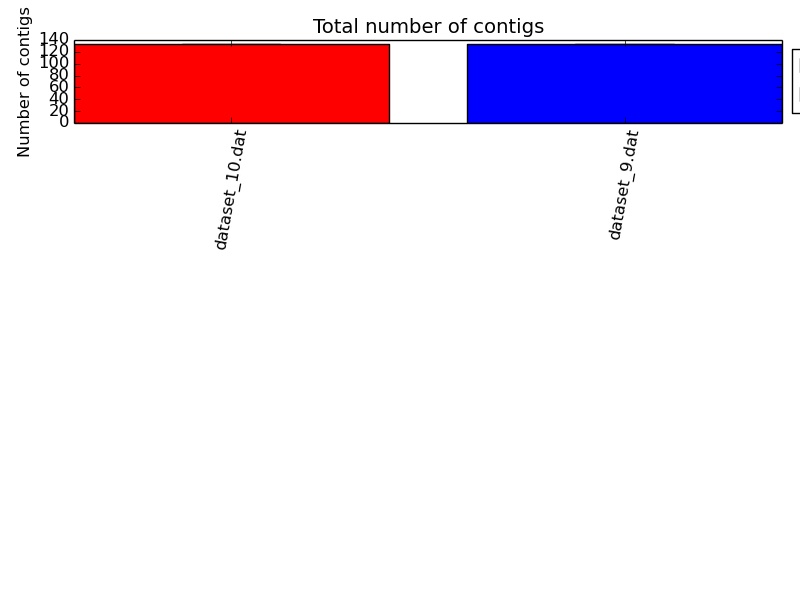 Total number of contigs
Number of contigs
140
120
100
80
60
40
20
0
dataset_10.dat
dataset_9.dat